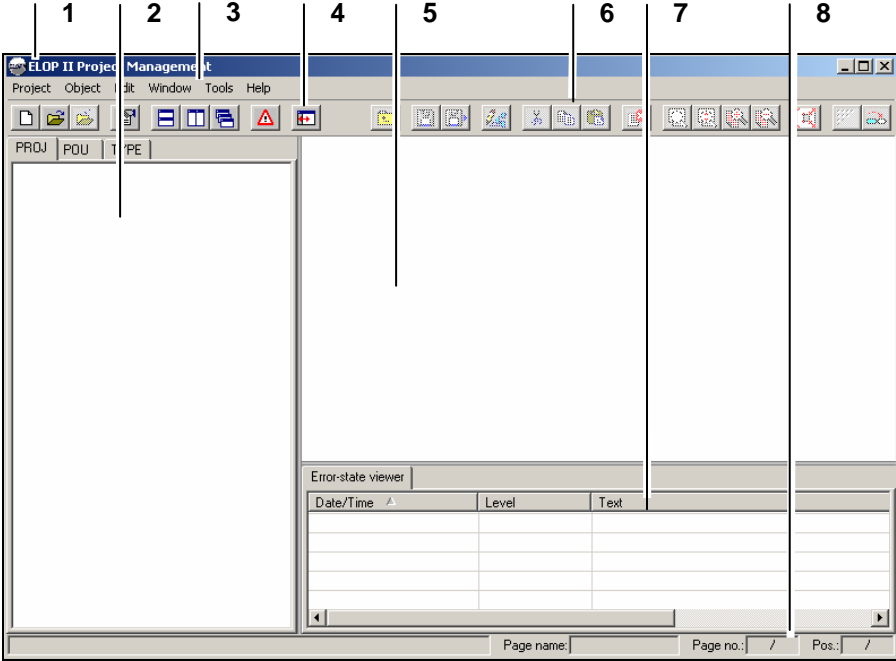 1 2 3 4 5 6 7 8
ELOP II Project Management
Project Object Edit Window Tools Help
PROJ POU TYPE
Error-state viewer
Date/Time Level Text
Page name: Page no.: / Pos.: /